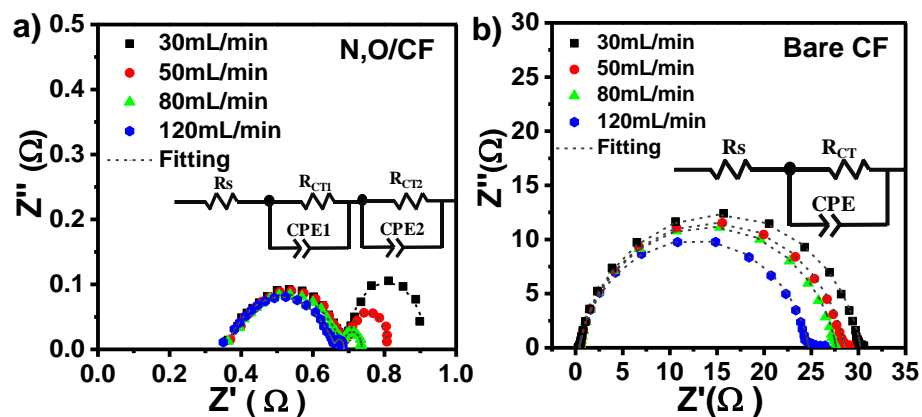 a)
N,O/CF
30mL/min
50mL/min
80mL/min
120mL/min
Fitting
Rs
R_CT1
R_CT2
CPE1
CPE2
Z'' (Ω)
0.5
0.4
0.3
0.2
0.1
0.0
0.0 0.2 0.4 0.6 0.8 1.0
Z' (Ω)
b)
Bare CF
30mL/min
50mL/min
80mL/min
120mL/min
Fitting
Rs
R_CT
CPE
Z''(Ω)
30
25
20
15
10
5
0
0 5 10 15 20 25 30 35
Z'(Ω)